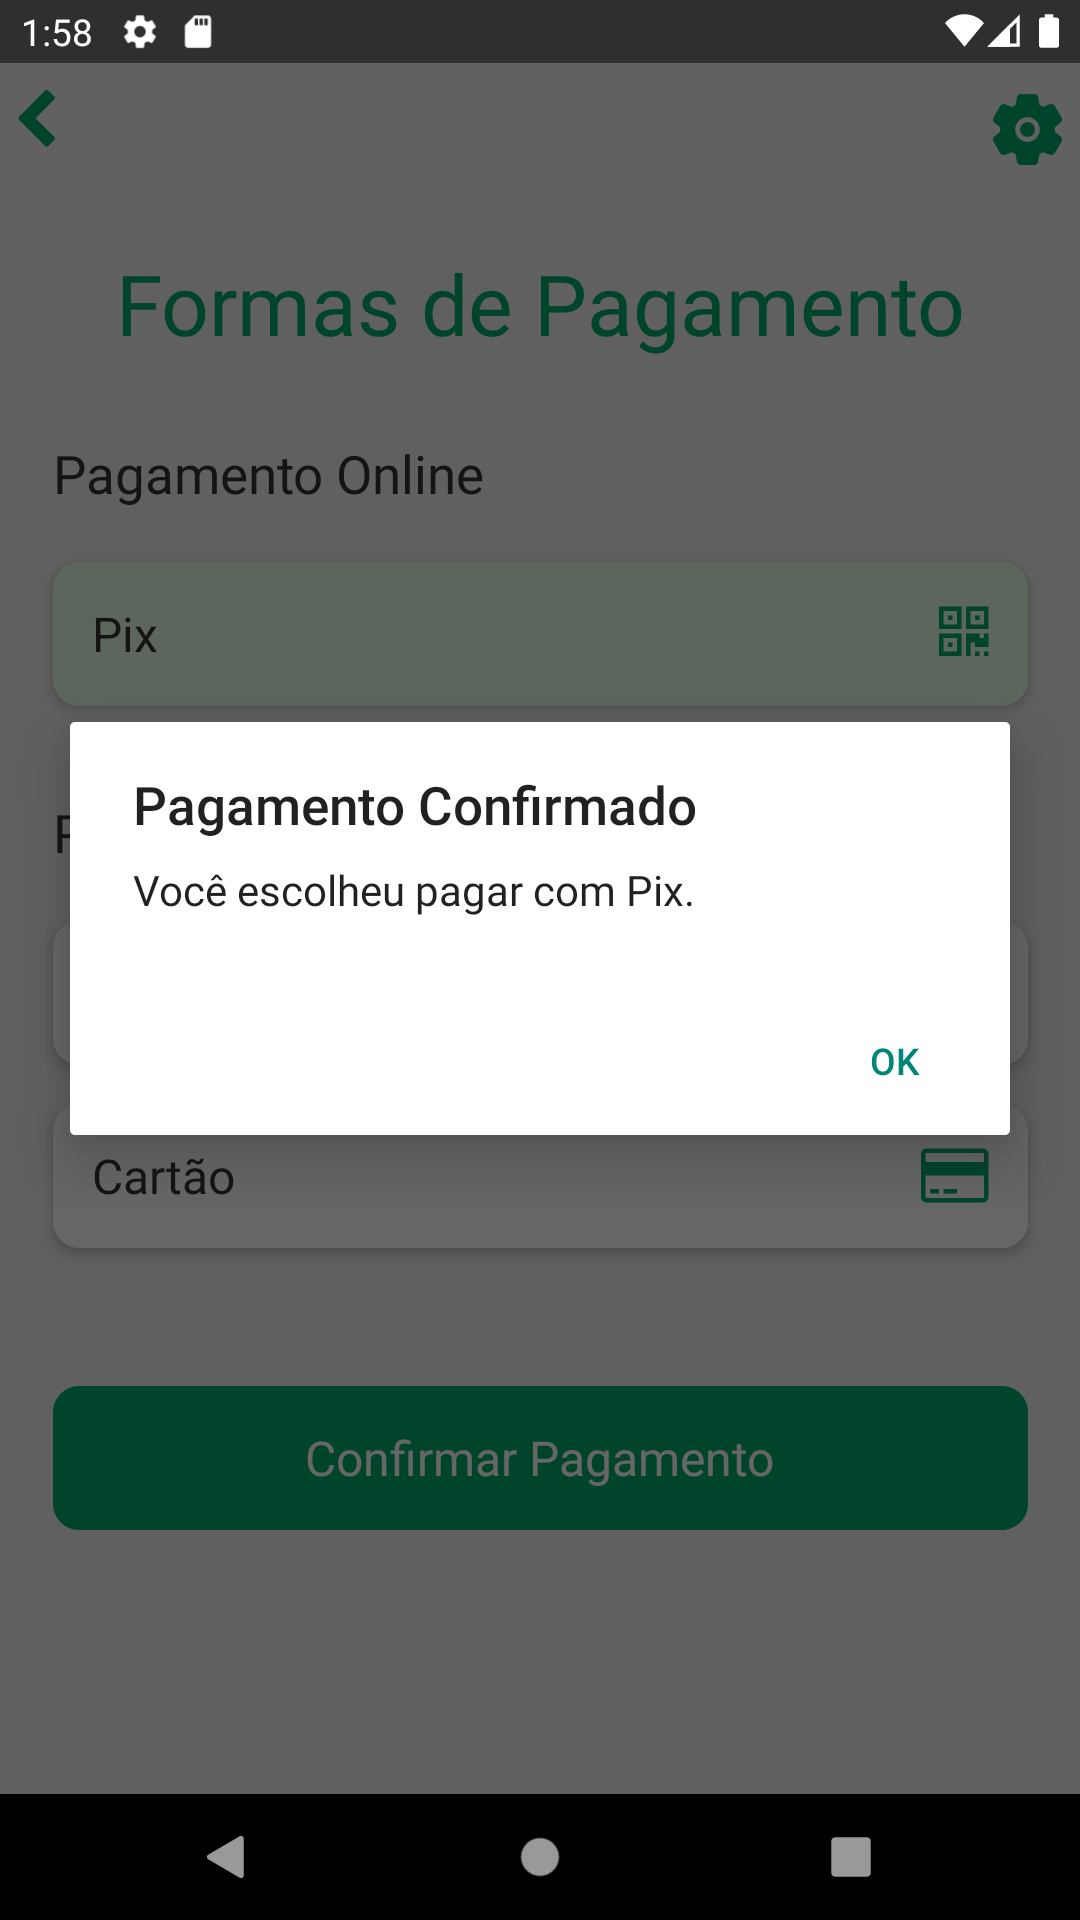 1:58
Formas de Pagamento
Pagamento Online
Pix
Pagamento Confirmado
Você escolheu pagar com Pix.
OK
Cartão
Confirmar Pagamento